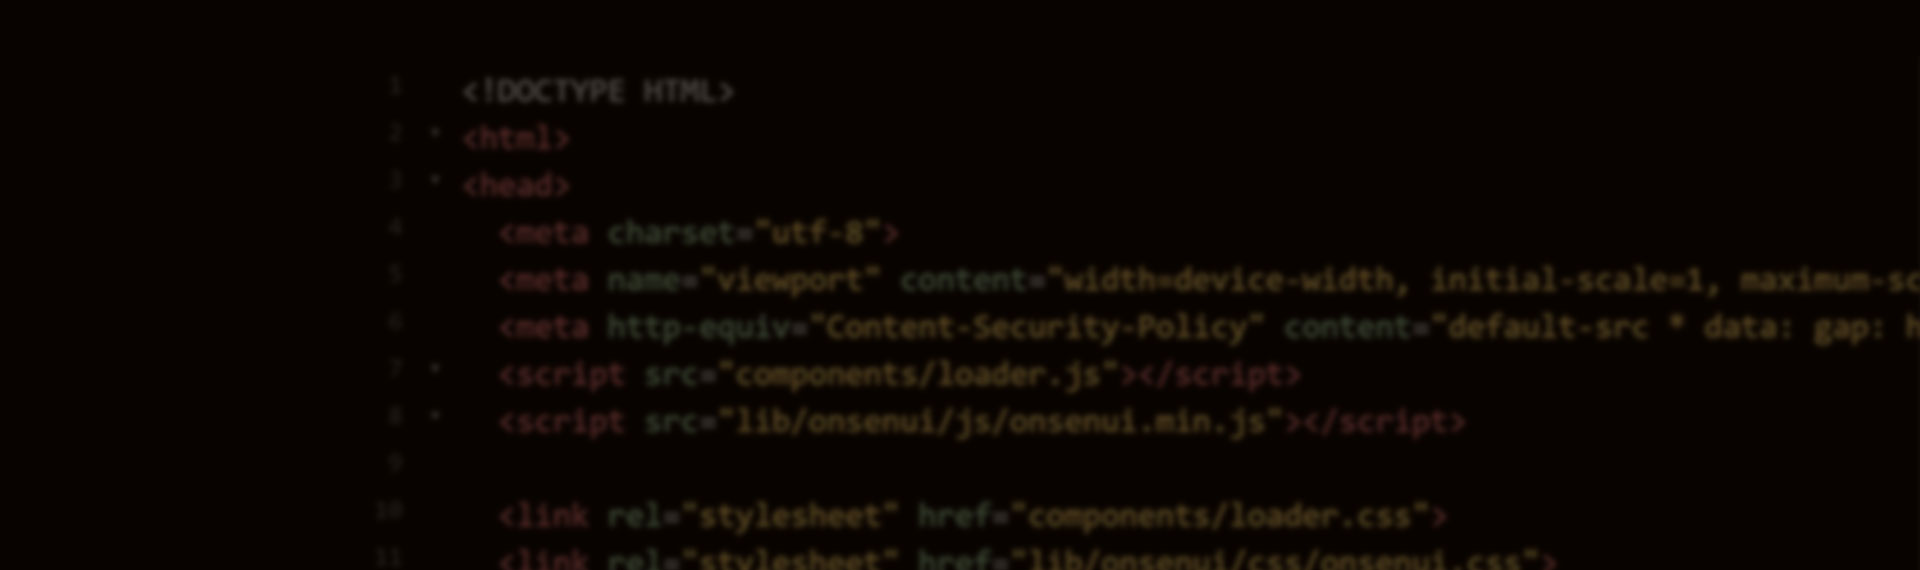 1 <!DOCTYPE HTML>
2 <html>
3 <head>
4 <meta charset="utf-8">
5 <meta name="viewport" content="width=device-width, initial-scale=1, maximum-sc
6 <meta http-equiv="Content-Security-Policy" content="default-src * data: gap: h
7 <script src="components/loader.js"></script>
8 <script src="lib/onsenui/js/onsenui.min.js"></script>
9
10 <link rel="stylesheet" href="components/loader.css">
11 <link rel="stylesheet" href="lib/onsenui/css/onsenui.css">